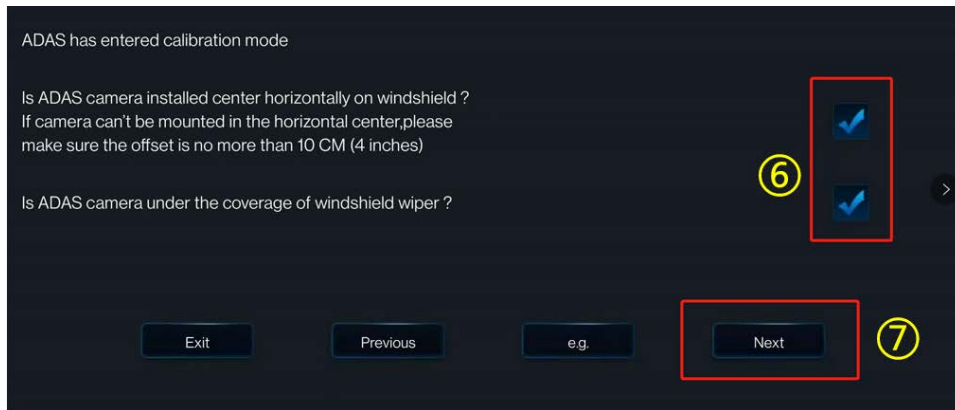 ADAS has entered calibration mode
Is ADAS camera installed center horizontally on windshield ?
If camera can't be mounted in the horizontal center,please
make sure the offset is no more than 10 CM (4 inches)
⑥
Is ADAS camera under the coverage of windshield wiper ?
Exit Previous e.g. Next ⑦